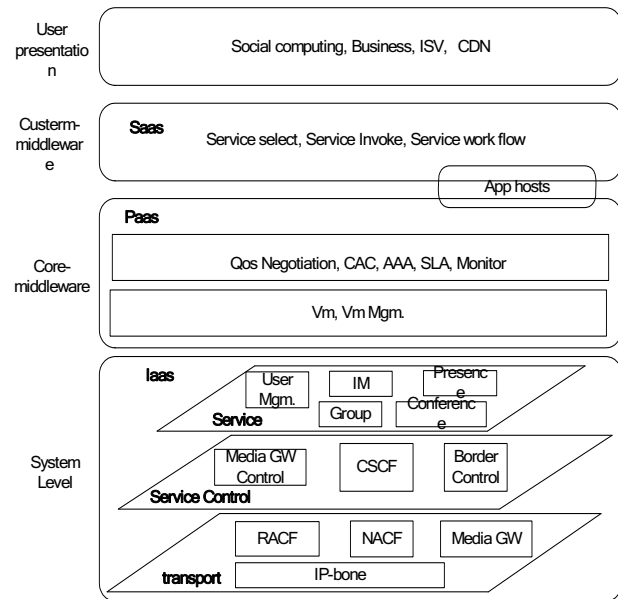 User
presentatio
n
Social computing, Business, ISV, CDN
Custerm-
middlewar
e
Saas
Service select, Service Invoke, Service work flow
App hosts
Paas
Core-
middleware
Qos Negotiation, CAC, AAA, SLA, Monitor
Vm, Vm Mgm.
System
Level
Iaas
User
Mgm.
IM
Presenc
e
Group
Conferenc
e
Service
Media GW
Control
CSCF
Border
Control
Service Control
RACF
NACF
Media GW
IP-bone
transport